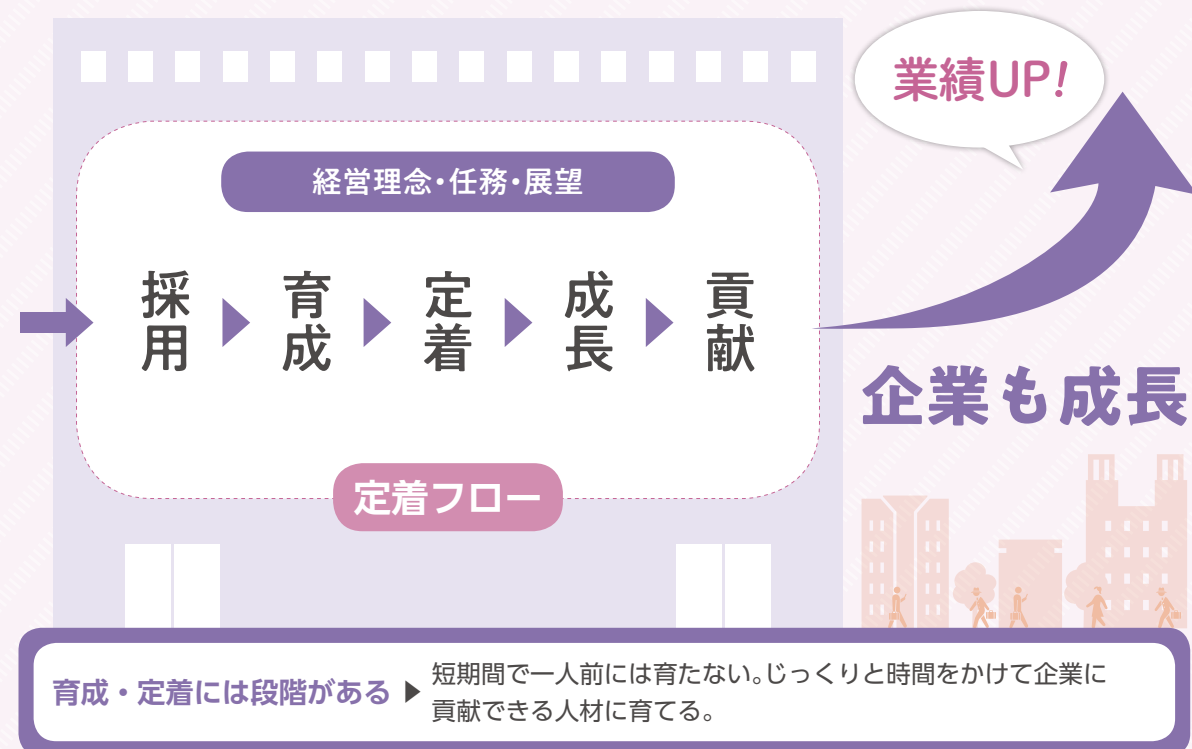 業績UP!
経営理念・任務・展望
採用
育成
定着
成長
貢献
企業も成長
定着フロー
育成・定着には段階がある ▶
短期間で一人前には育たない。じっくりと時間をかけて企業に
貢献できる人材に育てる。